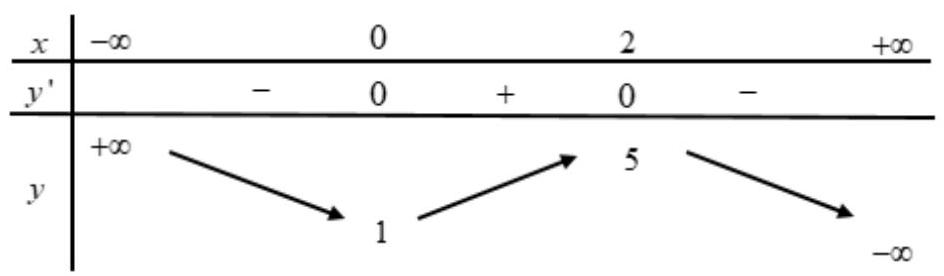 x −∞ 0 2 +∞
y' − 0 + 0 −
+∞ 5
y
1 −∞